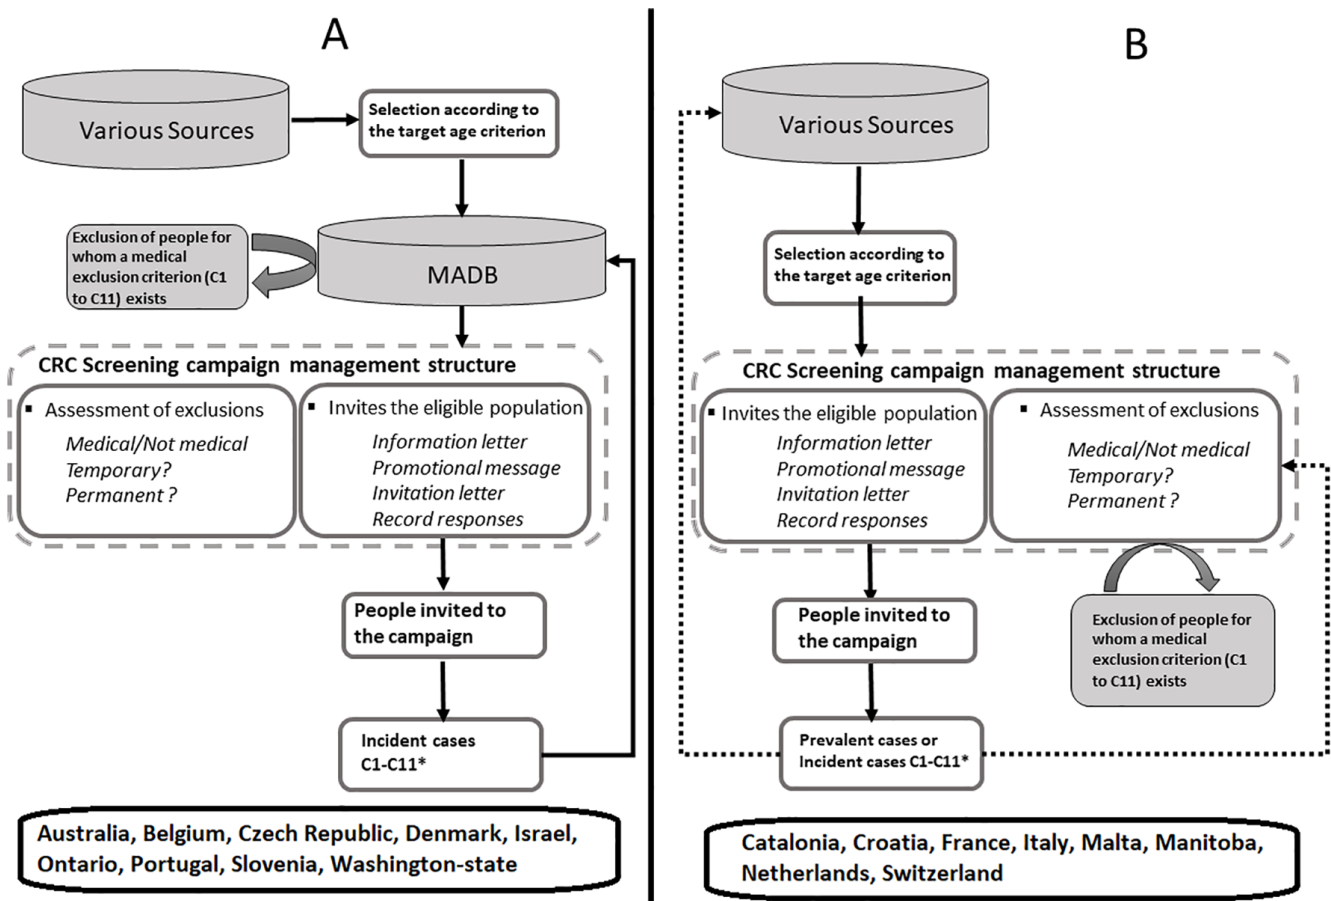 A
Various Sources
Selection according to
the target age criterion
Exclusion of people for
whom a medical
exclusion criterion (C1
to C11) exists
MADB
CRC Screening campaign management structure
▪ Assessment of exclusions
Medical/Not medical
Temporary?
Permanent ?
▪ Invites the eligible population
Information letter
Promotional message
Invitation letter
Record responses
People invited to
the campaign
Incident cases
C1-C11*
Australia, Belgium, Czech Republic, Denmark, Israel,
Ontario, Portugal, Slovenia, Washington-state
B
Various Sources
Selection according to
the target age criterion
CRC Screening campaign management structure
▪ Invites the eligible population
Information letter
Promotional message
Invitation letter
Record responses
▪ Assessment of exclusions
Medical/Not medical
Temporary?
Permanent ?
People invited to
the campaign
Exclusion of people for
whom a medical
exclusion criterion (C1
to C11) exists
Prevalent cases or
Incident cases C1-C11*
Catalonia, Croatia, France, Italy, Malta, Manitoba,
Netherlands, Switzerland